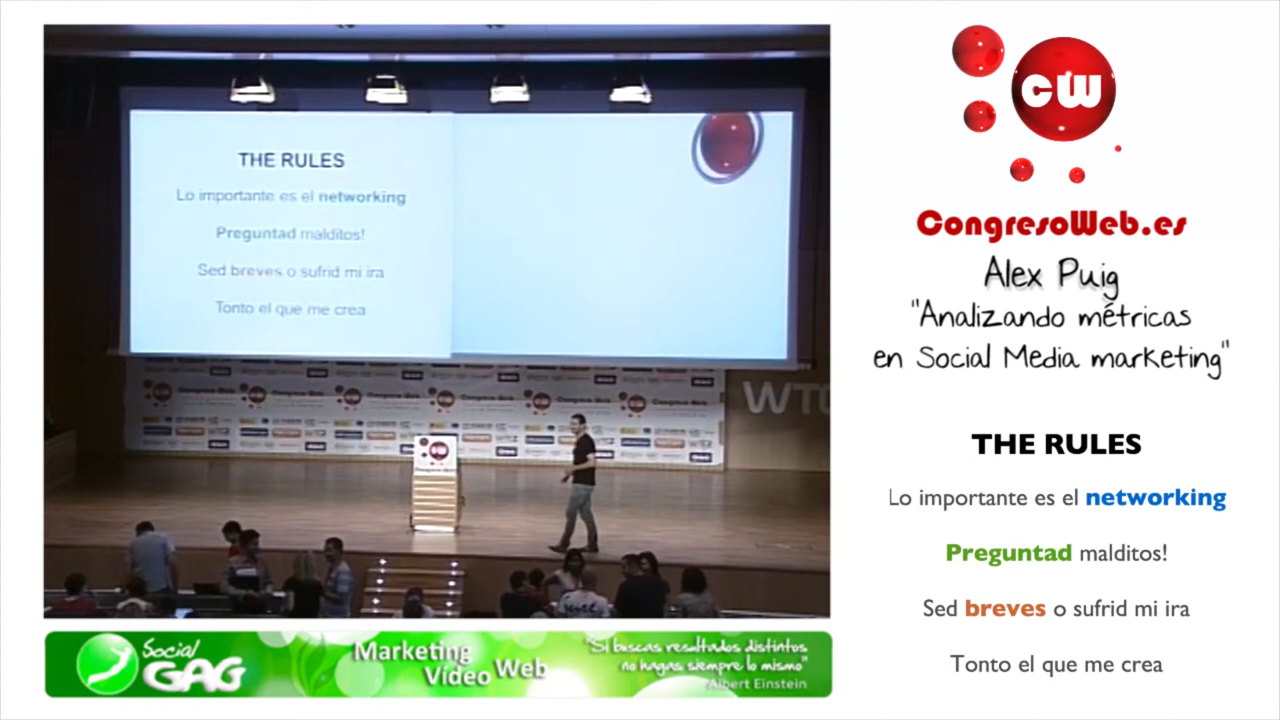 THE RULES
Lo importante es el networking
Preguntad malditos!
Sed breves o sufrid mi ira
Tonto el que me crea
CW
WTC
Social
GAG
Marketing
Vídeo Web
"Si buscas resultados distintos
no hagas siempre lo mismo"
Albert Einstein
cw
CongresoWeb.es
Alex Puig
"Analizando métricas
en Social Media marketing"
THE RULES
Lo importante es el networking
Preguntad malditos!
Sed breves o sufrid mi ira
Tonto el que me crea